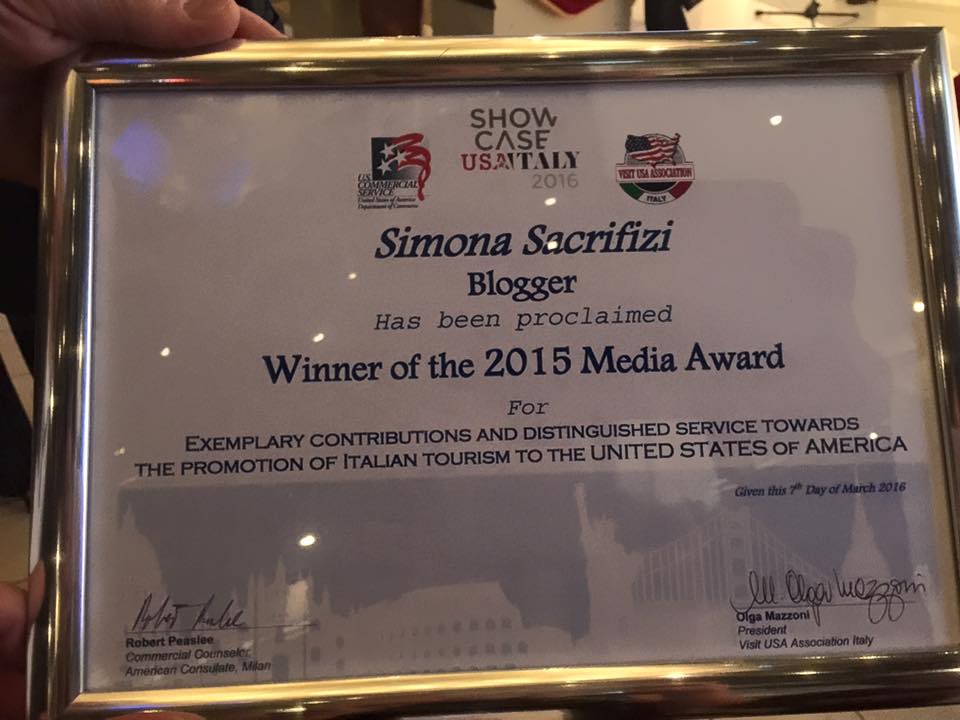 SHOW
CASE
USA ITALY
2016
U.S.
COMMERCIAL
SERVICE
United States of America
Department of Commerce
VISIT USA ASSOCIATION
ITALY
Simona Sacrifizi
Blogger
Has been proclaimed
Winner of the 2015 Media Award
For
EXEMPLARY CONTRIBUTIONS AND DISTINGUISHED SERVICE TOWARDS
THE PROMOTION OF ITALIAN TOURISM TO THE UNITED STATES OF AMERICA
Given this 7th Day of March 2016
Robert Peaslee
Commercial Counselor
American Consulate, Milan
M. Olga Mazzoni
Olga Mazzoni
President
Visit USA Association Italy